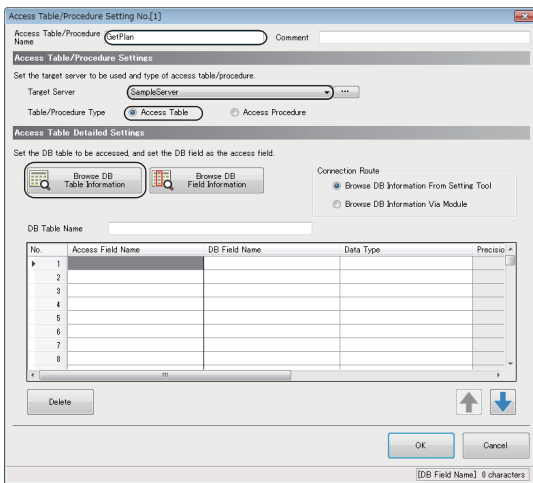 Access Table/Procedure Setting No.[1]
Access Table/Procedure Name GetPlan Comment
Access Table/Procedure Settings
Set the target server to be used and type of access table/procedure.
Target Server SampleServer ...
Table/Procedure Type Access Table Access Procedure
Access Table Detailed Settings
Set the DB table to be accessed, and set the DB field as the access field.
Browse DB Table Information
Browse DB Field Information
Connection Route
Browse DB Information From Setting Tool
Browse DB Information Via Module
DB Table Name
No. Access Field Name DB Field Name Data Type Precisio
1
2
3
4
5
6
7
8
Delete
OK Cancel
[DB Field Name] 0 characters